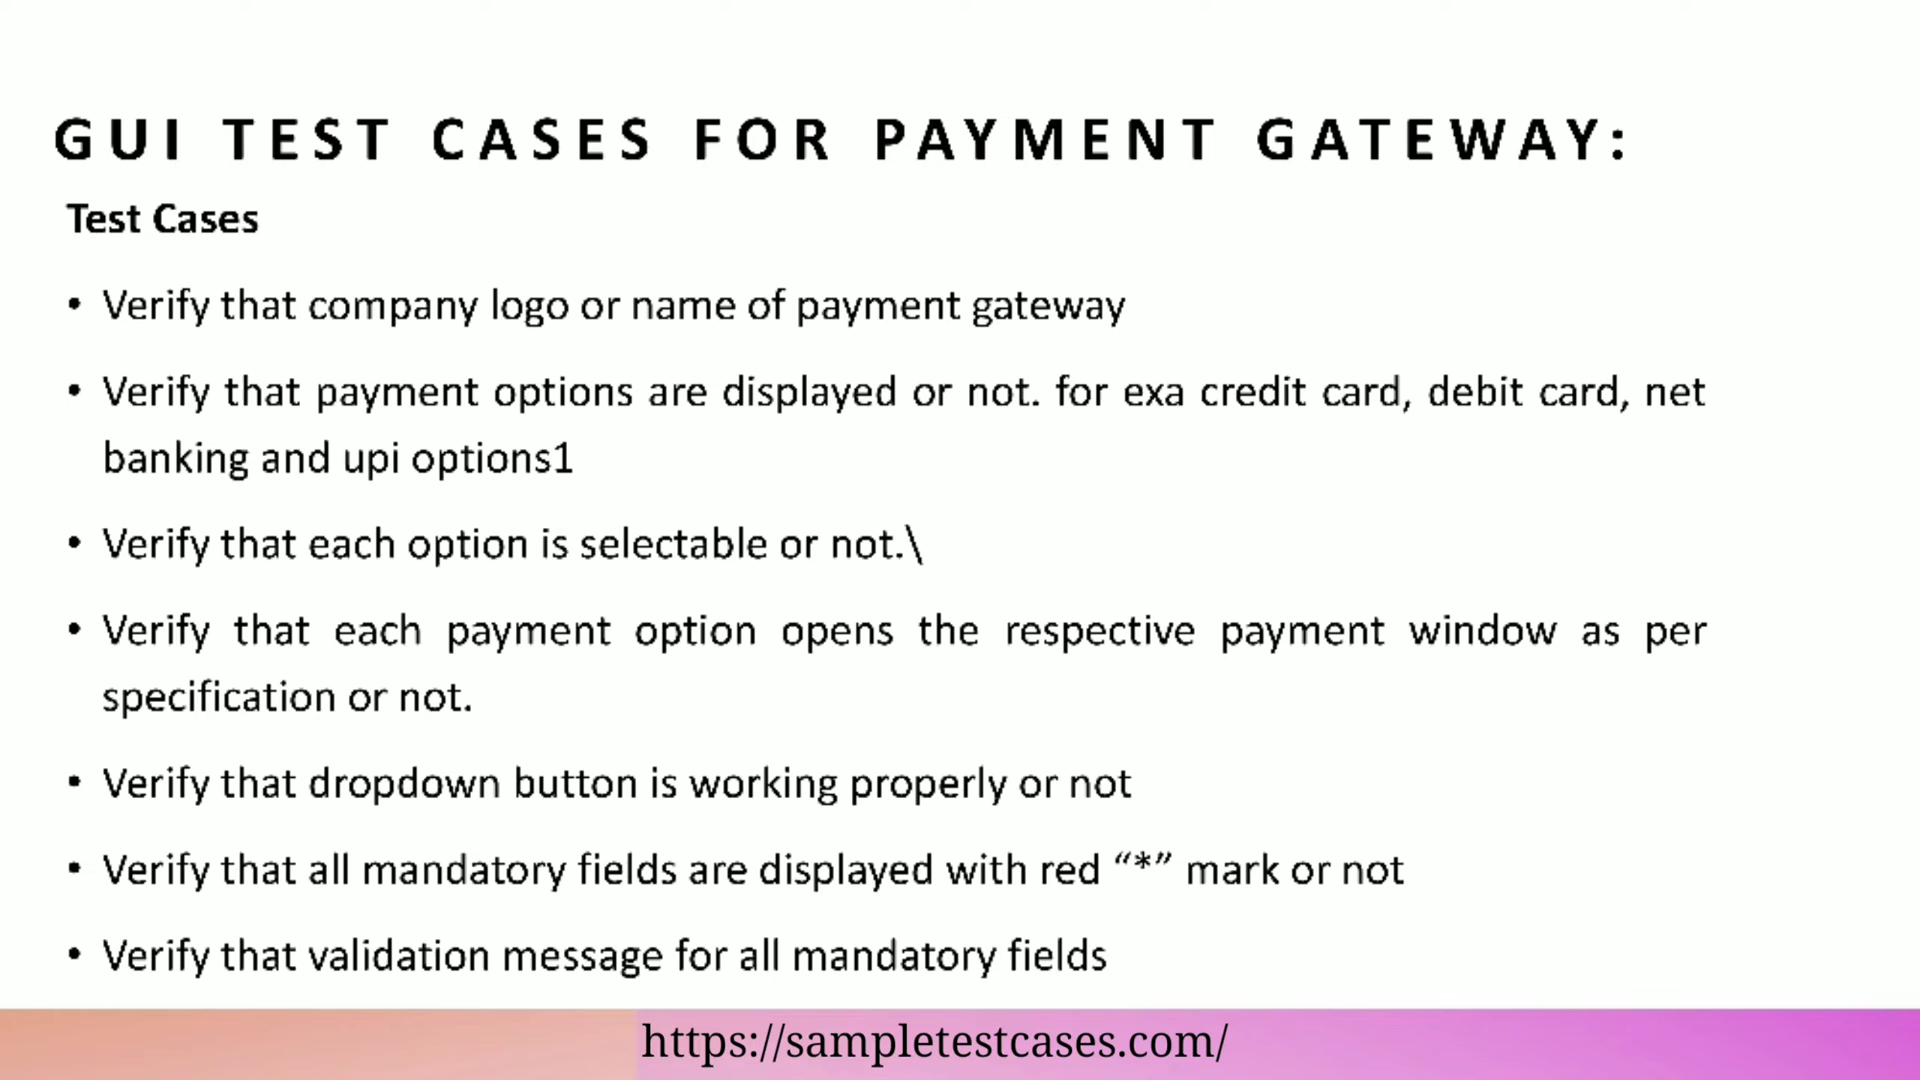 GUI TEST CASES FOR PAYMENT GATEWAY:
Test Cases
• Verify that company logo or name of payment gateway
• Verify that payment options are displayed or not. for exa credit card, debit card, net
banking and upi options1
• Verify that each option is selectable or not.\
• Verify that each payment option opens the respective payment window as per
specification or not.
• Verify that dropdown button is working properly or not
• Verify that all mandatory fields are displayed with red “*” mark or not
• Verify that validation message for all mandatory fields
https://sampletestcases.com/